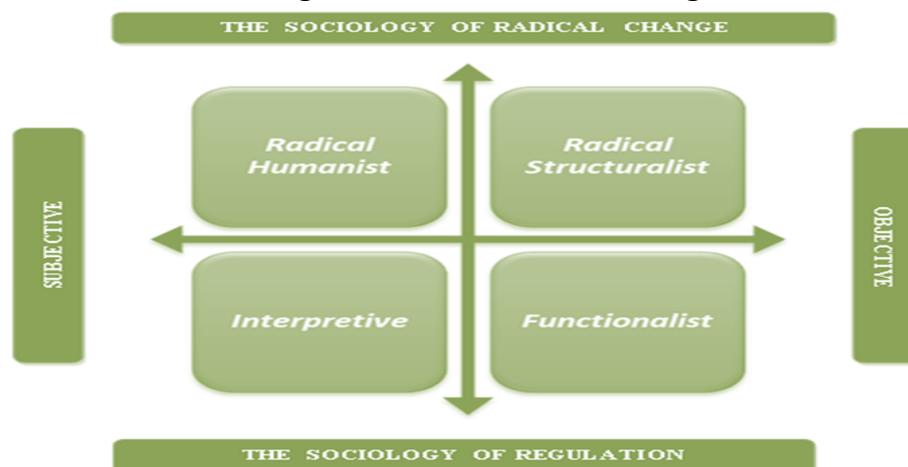 THE SOCIOLOGY OF RADICAL CHANGE
Radical
Humanist
Radical
Structuralist
SUBJECTIVE
OBJECTIVE
Interpretive
Functionalist
THE SOCIOLOGY OF REGULATION